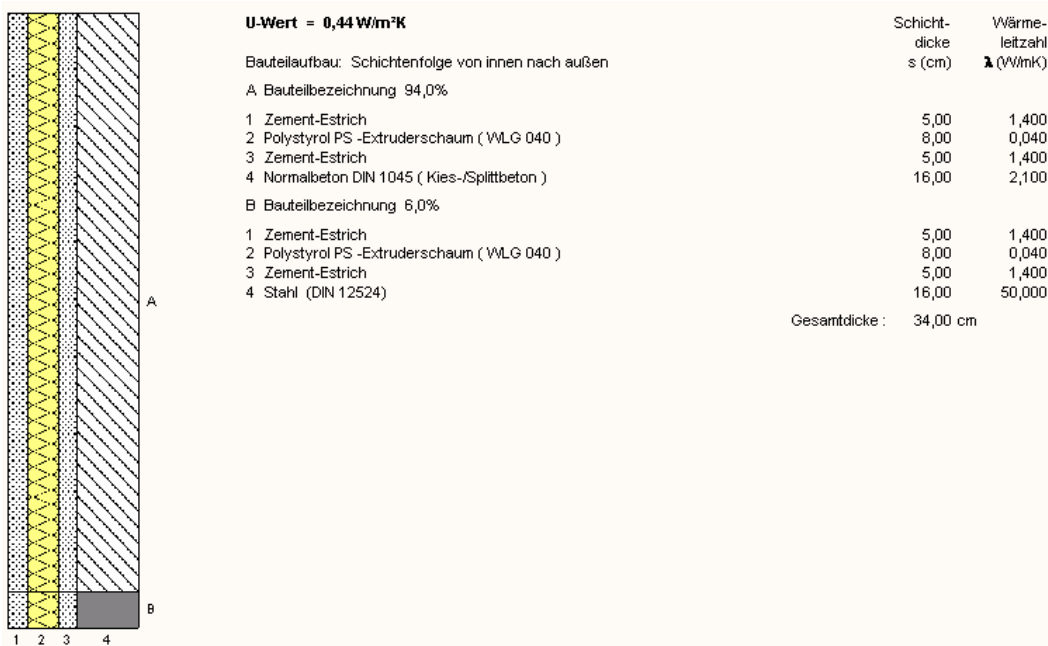 U-Wert = 0,44 W/m²K Schicht- Wärme-
dicke leitzahl
Bauteilaufbau: Schichtenfolge von innen nach außen s (cm) λ (W/mK)
A Bauteilbezeichnung 94,0%
1 Zement-Estrich 5,00 1,400
2 Polystyrol PS -Extruderschaum ( WLG 040 ) 8,00 0,040
3 Zement-Estrich 5,00 1,400
4 Normalbeton DIN 1045 ( Kies-/Splittbeton ) 16,00 2,100
B Bauteilbezeichnung 6,0%
1 Zement-Estrich 5,00 1,400
2 Polystyrol PS -Extruderschaum ( WLG 040 ) 8,00 0,040
3 Zement-Estrich 5,00 1,400
4 Stahl (DIN 12524) 16,00 50,000
A
Gesamtdicke : 34,00 cm
B
1 2 3 4